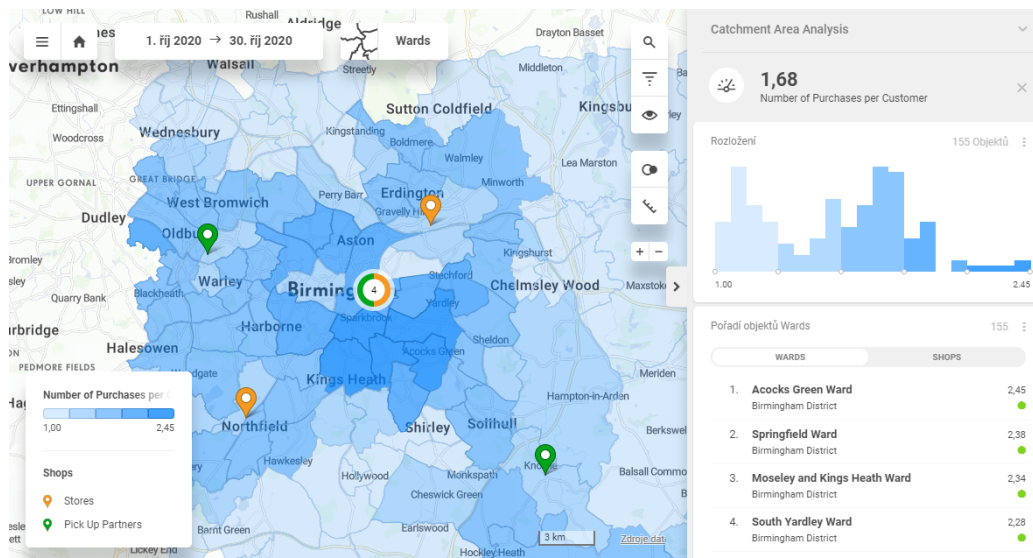 LOW HILL
Rushall
Aldridge
Drayton Basset
1. říj 2020 → 30. říj 2020
Wards
verhampton
Walsall
Streetly
Middleton
Ettingshall
Sutton Coldfield
Kingsbu
Woodcross
Wednesbury
Kingstanding
Boldmere
Walmley
Lea Marston
UPPER GORNAL
GREAT BRIDGE
Perry Barr
Erdington
Minworth
Dudley
West Bromwich
Gravelly Hi
Oldbu
Aston
Kingshurst
Bromley
Warley
Stechford
Quarry Bank
Blackheath
Birming
4
Yardley
Chelmsley Wood
Maxstoke
Sparkbrook
urbridge
Harborne
Sheldon
Halesowen
Acocks Green
PEDMORE FIELDS
Kings Heath
Meriden
Hampton-in-Arden
Northfield
Shirley
Solihull
Berkswel
Hawkesley
Hollywood
Monkspath
Knowle
Balsall Commo
Cheswick Green
Barnt Green
Earlswood
Lickey End
Hockley Heath
3 km
Zdroje dat
+ −
Number of Purchases per C
1,00 2,45
Shops
Stores
Pick Up Partners
Catchment Area Analysis
1,68
Number of Purchases per Customer
Rozložení 155 Objektů
1.00 2.45
Pořadí objektů Wards 155
WARDS SHOPS
1. Acocks Green Ward 2,45
Birmingham District
2. Springfield Ward 2,38
Birmingham District
3. Moseley and Kings Heath Ward 2,34
Birmingham District
4. South Yardley Ward 2,28
Birmingham District